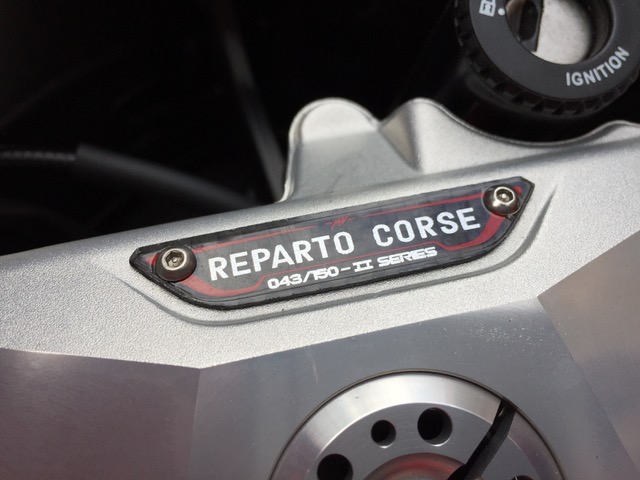 IGNITION
REPARTO CORSE
043/150-II SERIES